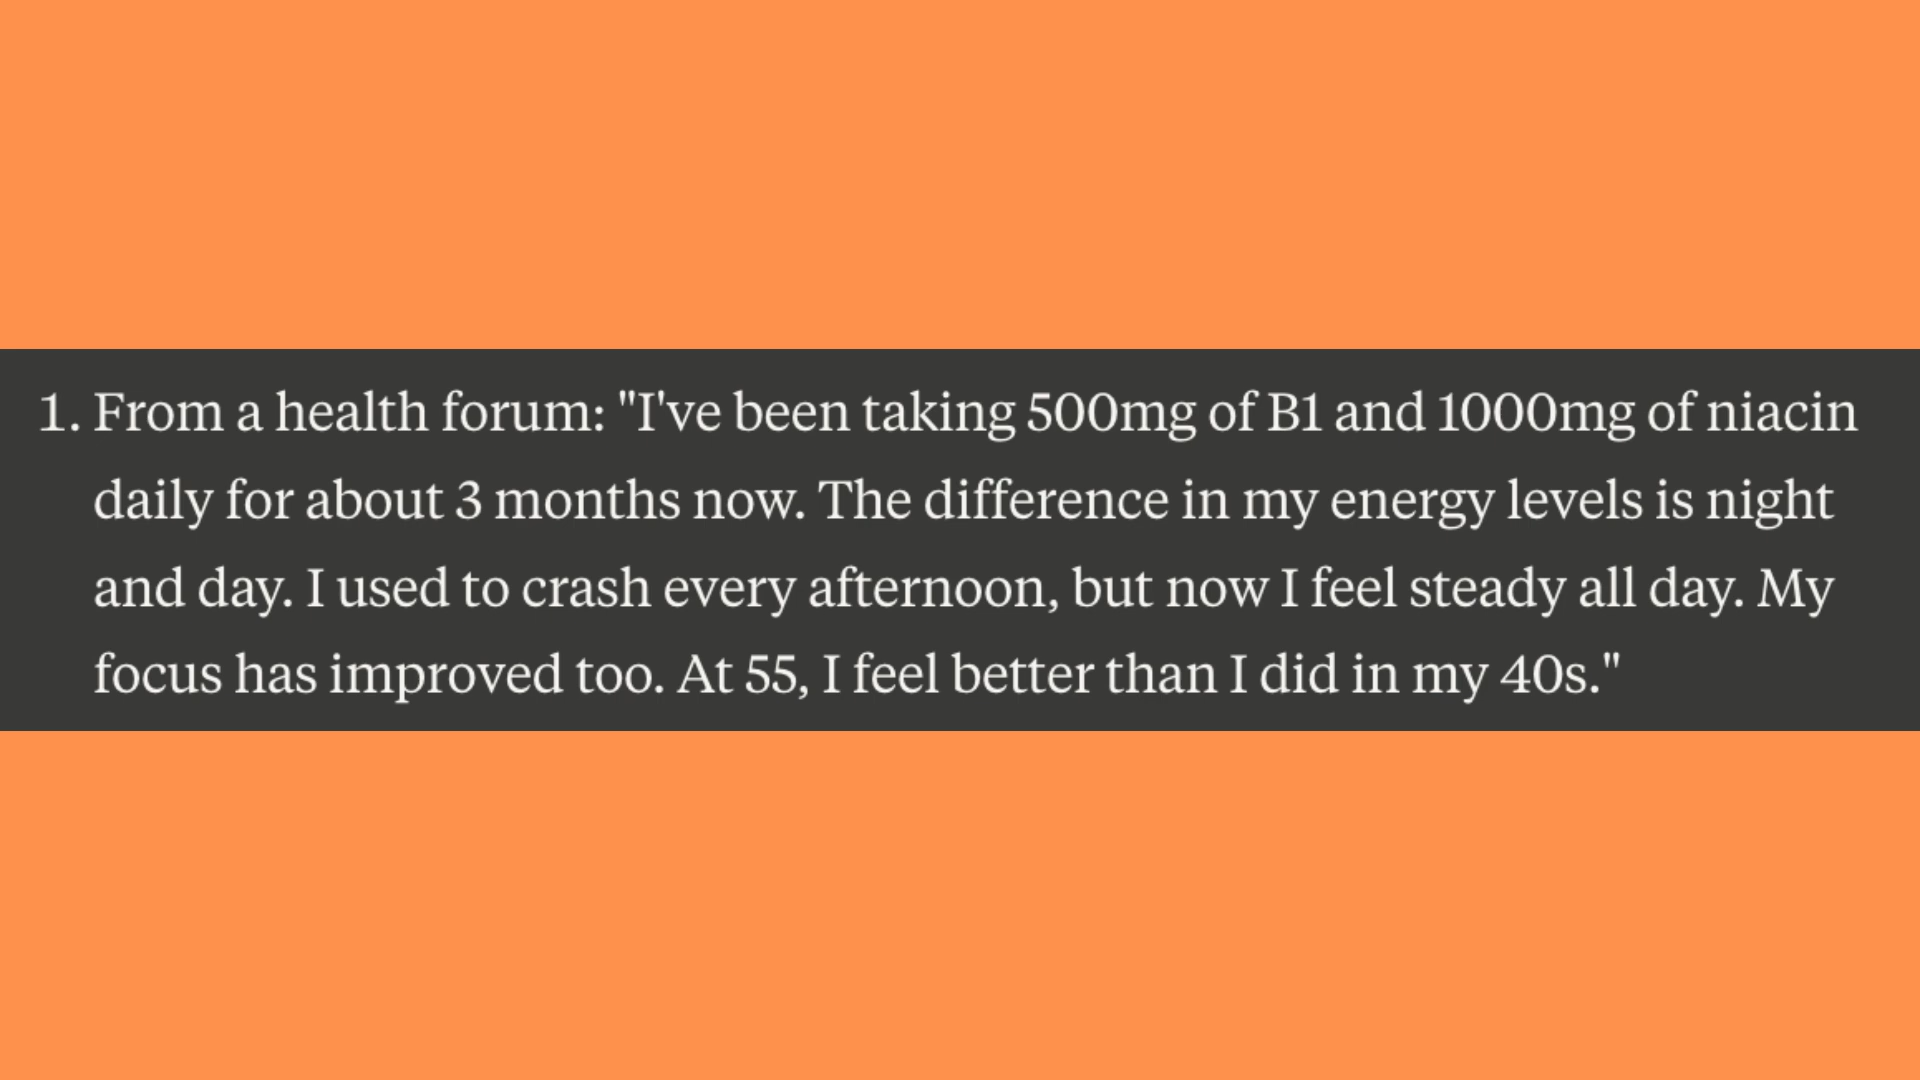 1. From a health forum: "I've been taking 500mg of B1 and 1000mg of niacin
daily for about 3 months now. The difference in my energy levels is night
and day. I used to crash every afternoon, but now I feel steady all day. My
focus has improved too. At 55, I feel better than I did in my 40s."